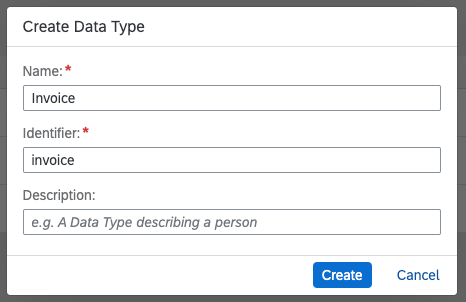 Create Data Type
Name:*
Invoice
Identifier:*
invoice
Description:
e.g. A Data Type describing a person
Create Cancel